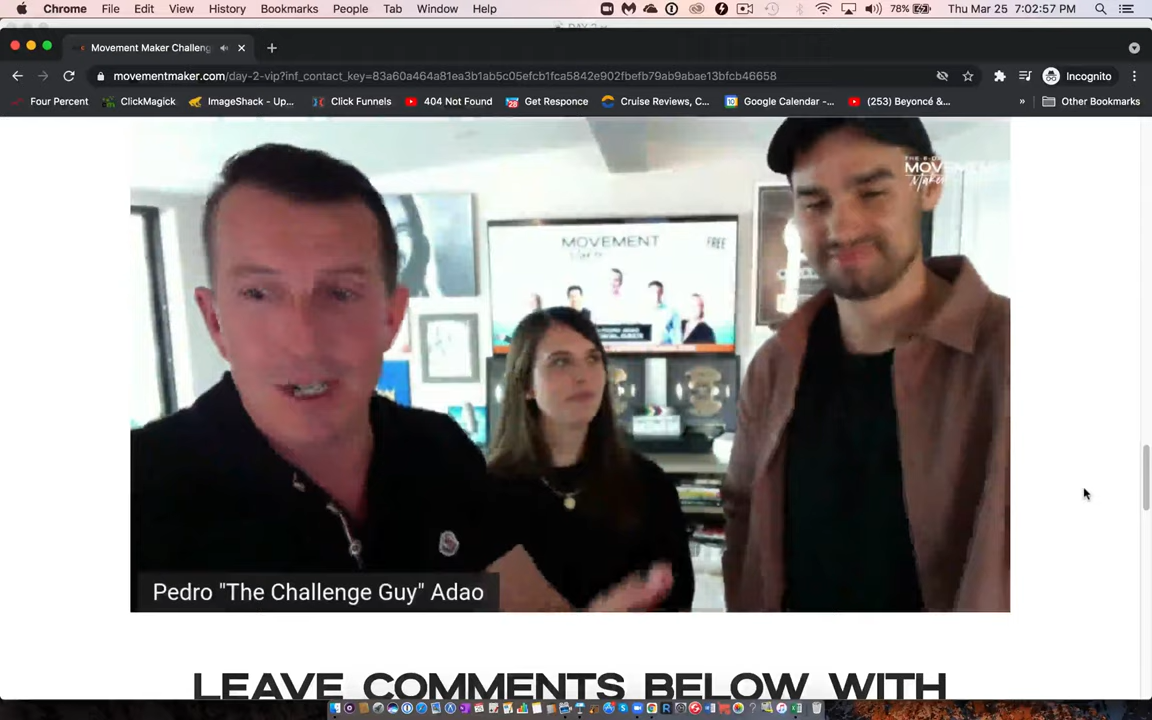 Chrome File Edit View History Bookmarks People Tab Window Help 78% Thu Mar 25 7:02:57 PM
Movement Maker Challeng
movementmaker.com/day-2-vip?inf_contact_key=83a60a464a81ea3b1ab5c05efcb1fca5842e902fbefb79ab9abae13bfcb46658 Incognito
Four Percent ClickMagick ImageShack - Up... Click Funnels 404 Not Found Get Responce Cruise Reviews, C... Google Calendar -... (253) Beyoncé &... » Other Bookmarks
MOVEMENT FREE
Pedro "The Challenge Guy" Adao
LEAVE COMMENTS BELOW WITH